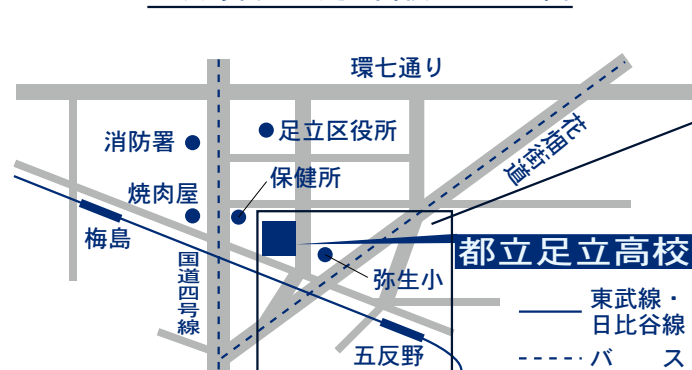 環七通り
消防署
足立区役所
花畑街道
保健所
焼肉屋
梅島
国道四号線
都立足立高校
弥生小
五反野
東武線・
日比谷線
バス